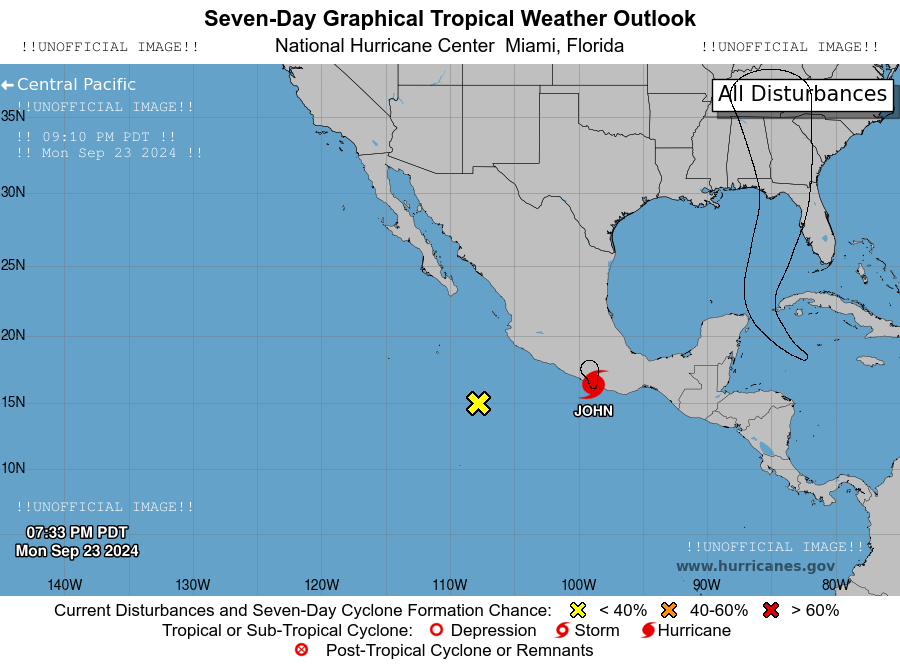 Seven-Day Graphical Tropical Weather Outlook
!!UNOFFICIAL IMAGE!! National Hurricane Center Miami, Florida !!UNOFFICIAL IMAGE!!
Central Pacific
All Disturbances
!!UNOFFICIAL IMAGE!!
35N
!! 09:10 PM PDT !!
!! Mon Sep 23 2024 !!
30N
25N
20N
15N
JOHN
10N
!!UNOFFICIAL IMAGE!!
07:33 PM PDT
Mon Sep 23 2024
!!UNOFFICIAL IMAGE!!
www.hurricanes.gov
140W 130W 120W 110W 100W 90W 80W
Current Disturbances and Seven-Day Cyclone Formation Chance: < 40% 40-60% > 60%
Tropical or Sub-Tropical Cyclone: Depression Storm Hurricane
Post-Tropical Cyclone or Remnants